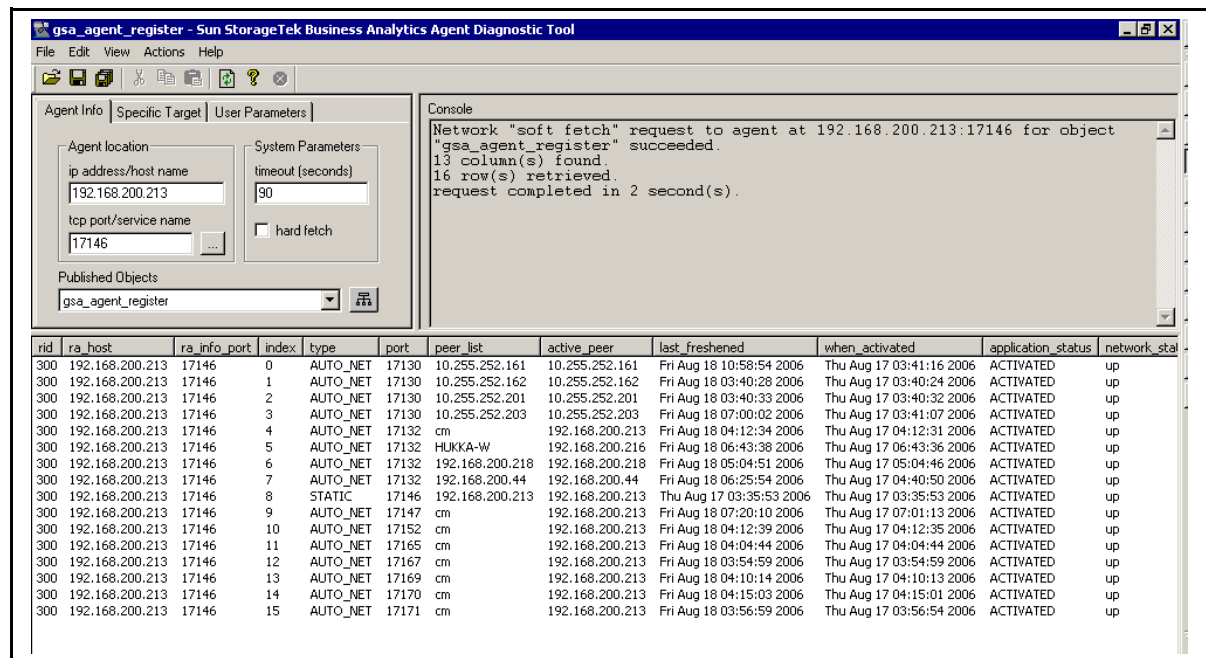 gsa_agent_register - Sun StorageTek Business Analytics Agent Diagnostic Tool
File Edit View Actions Help
Agent Info Specific Target User Parameters
Agent location
ip address/host name
192.168.200.213
tcp port/service name
17146
...
System Parameters
timeout (seconds)
90
hard fetch
Published Objects
gsa_agent_register
Console
Network "soft fetch" request to agent at 192.168.200.213:17146 for object
"gsa_agent_register" succeeded.
13 column(s) found.
16 row(s) retrieved.
request completed in 2 second(s).
rid ra_host ra_info_port index type port peer_list active_peer last_freshened when_activated application_status network_stal
300 192.168.200.213 17146 0 AUTO_NET 17130 10.255.252.161 10.255.252.161 Fri Aug 18 10:58:54 2006 Thu Aug 17 03:41:16 2006 ACTIVATED up
300 192.168.200.213 17146 1 AUTO_NET 17130 10.255.252.162 10.255.252.162 Fri Aug 18 03:40:28 2006 Thu Aug 17 03:40:24 2006 ACTIVATED up
300 192.168.200.213 17146 2 AUTO_NET 17130 10.255.252.201 10.255.252.201 Fri Aug 18 03:40:33 2006 Thu Aug 17 03:40:32 2006 ACTIVATED up
300 192.168.200.213 17146 3 AUTO_NET 17130 10.255.252.203 10.255.252.203 Fri Aug 18 07:00:02 2006 Thu Aug 17 03:41:07 2006 ACTIVATED up
300 192.168.200.213 17146 4 AUTO_NET 17132 cm 192.168.200.213 Fri Aug 18 04:12:34 2006 Thu Aug 17 04:12:31 2006 ACTIVATED up
300 192.168.200.213 17146 5 AUTO_NET 17132 HUKKA-W 192.168.200.216 Fri Aug 18 06:43:38 2006 Thu Aug 17 06:43:36 2006 ACTIVATED up
300 192.168.200.213 17146 6 AUTO_NET 17132 192.168.200.218 192.168.200.218 Fri Aug 18 05:04:51 2006 Thu Aug 17 05:04:46 2006 ACTIVATED up
300 192.168.200.213 17146 7 AUTO_NET 17132 192.168.200.44 192.168.200.44 Fri Aug 18 06:25:54 2006 Thu Aug 17 04:40:50 2006 ACTIVATED up
300 192.168.200.213 17146 8 STATIC 17146 192.168.200.213 192.168.200.213 Thu Aug 17 03:35:53 2006 Thu Aug 17 03:35:53 2006 ACTIVATED up
300 192.168.200.213 17146 9 AUTO_NET 17147 cm 192.168.200.213 Fri Aug 18 07:20:10 2006 Thu Aug 17 07:01:13 2006 ACTIVATED up
300 192.168.200.213 17146 10 AUTO_NET 17152 cm 192.168.200.213 Fri Aug 18 04:12:39 2006 Thu Aug 17 04:12:35 2006 ACTIVATED up
300 192.168.200.213 17146 11 AUTO_NET 17165 cm 192.168.200.213 Fri Aug 18 04:04:44 2006 Thu Aug 17 04:04:44 2006 ACTIVATED up
300 192.168.200.213 17146 12 AUTO_NET 17167 cm 192.168.200.213 Fri Aug 18 03:54:59 2006 Thu Aug 17 03:54:59 2006 ACTIVATED up
300 192.168.200.213 17146 13 AUTO_NET 17169 cm 192.168.200.213 Fri Aug 18 04:10:14 2006 Thu Aug 17 04:10:13 2006 ACTIVATED up
300 192.168.200.213 17146 14 AUTO_NET 17170 cm 192.168.200.213 Fri Aug 18 04:15:03 2006 Thu Aug 17 04:15:01 2006 ACTIVATED up
300 192.168.200.213 17146 15 AUTO_NET 17171 cm 192.168.200.213 Fri Aug 18 03:56:59 2006 Thu Aug 17 03:56:54 2006 ACTIVATED up